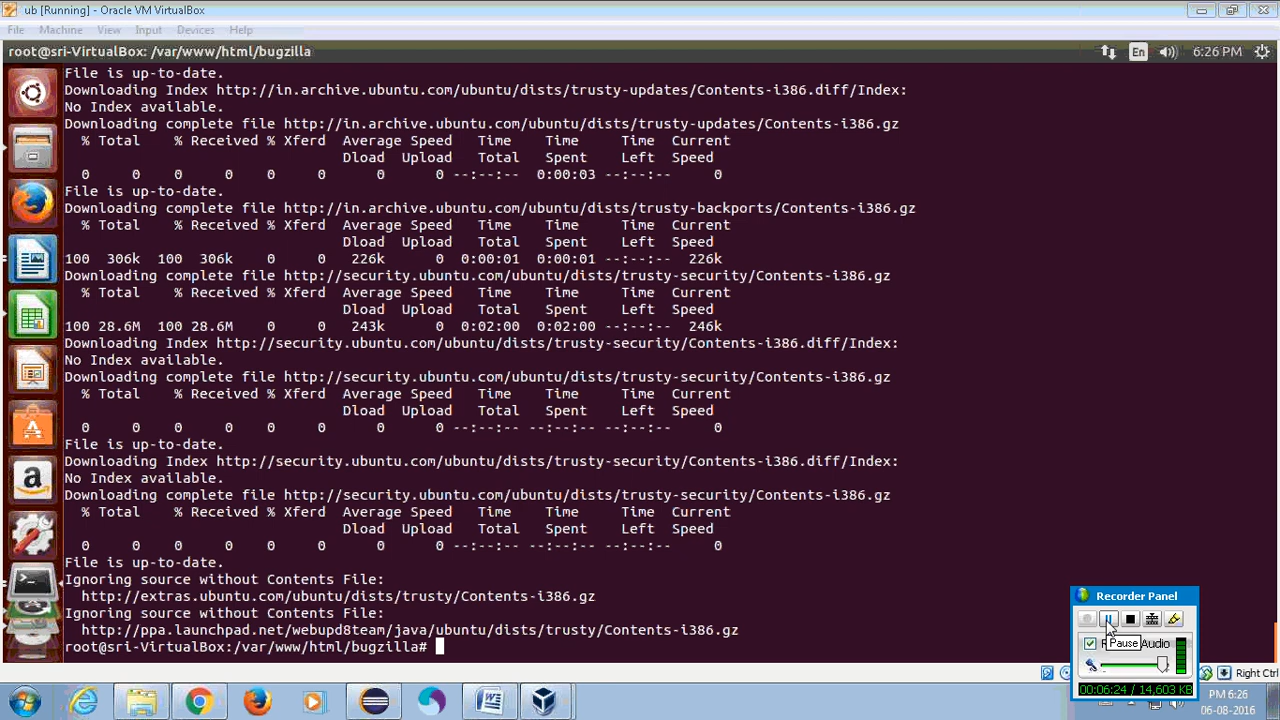 ub [Running] - Oracle VM VirtualBox
File Machine View Input Devices Help
root@sri-VirtualBox: /var/www/html/bugzilla
En 6:26 PM
File is up-to-date.
Downloading Index http://in.archive.ubuntu.com/ubuntu/dists/trusty-updates/Contents-i386.diff/Index:
No Index available.
Downloading complete file http://in.archive.ubuntu.com/ubuntu/dists/trusty-updates/Contents-i386.gz
% Total % Received % Xferd Average Speed Time Time Time Current
Dload Upload Total Spent Left Speed
0 0 0 0 0 0 0 0 --:--:-- 0:00:03 --:--:-- 0
File is up-to-date.
Downloading complete file http://in.archive.ubuntu.com/ubuntu/dists/trusty-backports/Contents-i386.gz
% Total % Received % Xferd Average Speed Time Time Time Current
Dload Upload Total Spent Left Speed
100 306k 100 306k 0 0 226k 0 0:00:01 0:00:01 --:--:-- 226k
Downloading complete file http://security.ubuntu.com/ubuntu/dists/trusty-security/Contents-i386.gz
% Total % Received % Xferd Average Speed Time Time Time Current
Dload Upload Total Spent Left Speed
100 28.6M 100 28.6M 0 0 243k 0 0:02:00 0:02:00 --:--:-- 246k
Downloading Index http://security.ubuntu.com/ubuntu/dists/trusty-security/Contents-i386.diff/Index:
No Index available.
Downloading complete file http://security.ubuntu.com/ubuntu/dists/trusty-security/Contents-i386.gz
% Total % Received % Xferd Average Speed Time Time Time Current
Dload Upload Total Spent Left Speed
0 0 0 0 0 0 0 0 --:--:-- --:--:-- --:--:-- 0
File is up-to-date.
Downloading Index http://security.ubuntu.com/ubuntu/dists/trusty-security/Contents-i386.diff/Index:
No Index available.
Downloading complete file http://security.ubuntu.com/ubuntu/dists/trusty-security/Contents-i386.gz
% Total % Received % Xferd Average Speed Time Time Time Current
Dload Upload Total Spent Left Speed
0 0 0 0 0 0 0 0 --:--:-- --:--:-- --:--:-- 0
File is up-to-date.
Ignoring source without Contents File:
http://extras.ubuntu.com/ubuntu/dists/trusty/Contents-i386.gz
Ignoring source without Contents File:
http://ppa.launchpad.net/webupd8team/java/ubuntu/dists/trusty/Contents-i386.gz
root@sri-VirtualBox:/var/www/html/bugzilla#
Recorder Panel
Pause
Audio
00:06:24 / 14,603 KB
Right Ctrl
PM 6:26
06-08-2016